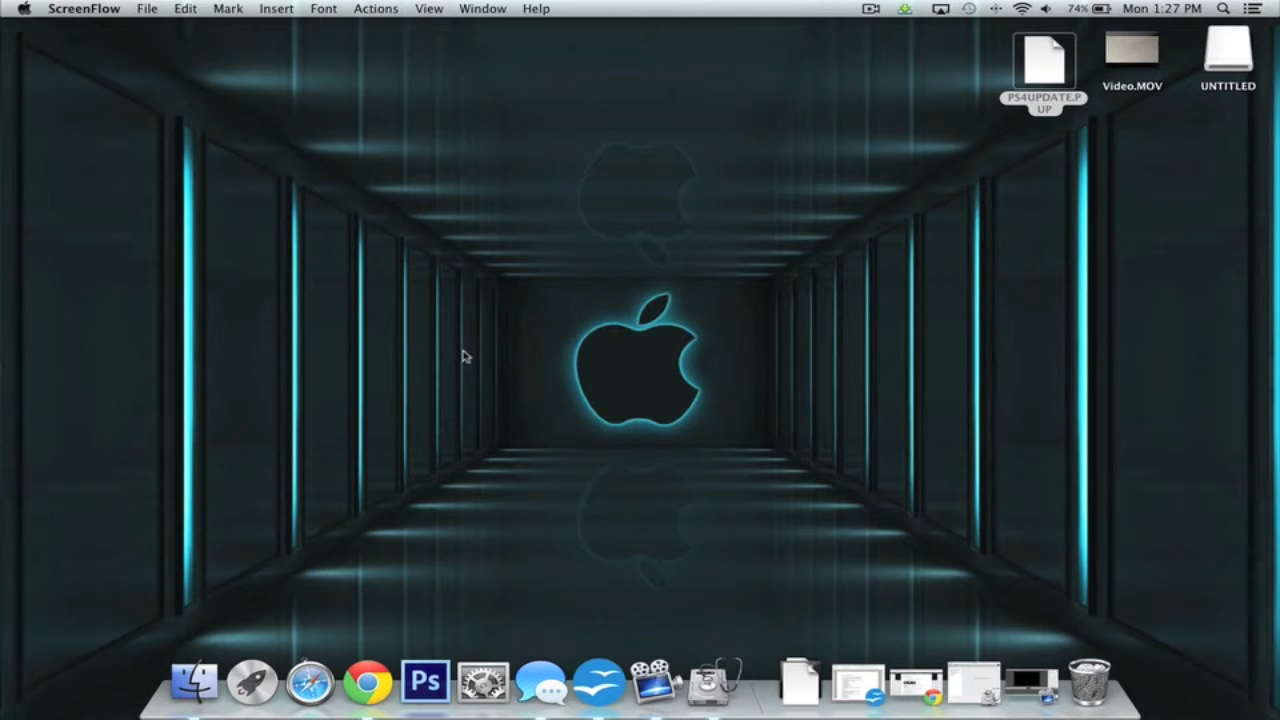 ScreenFlow File Edit Mark Insert Font Actions View Window Help 74% Mon 1:27 PM
PS4UPDATE.P
UP
Video.MOV
UNTITLED
Ps